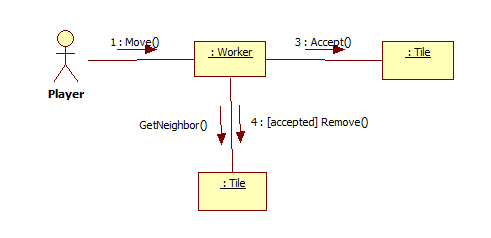 1 : Move()
: Worker
3 : Accept()
: Tile
Player
GetNeighbor()
4 : [accepted] Remove()
: Tile